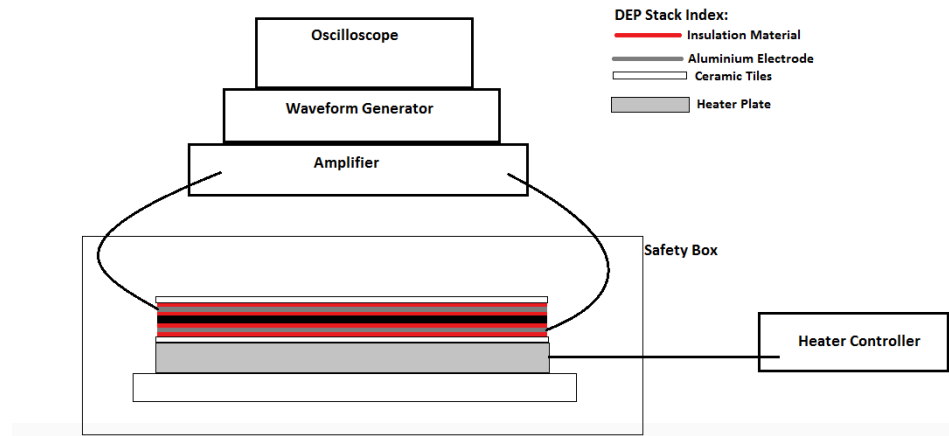 DEP Stack Index:
Insulation Material
Aluminium Electrode
Ceramic Tiles
Heater Plate
Oscilloscope
Waveform Generator
Amplifier
Safety Box
Heater Controller